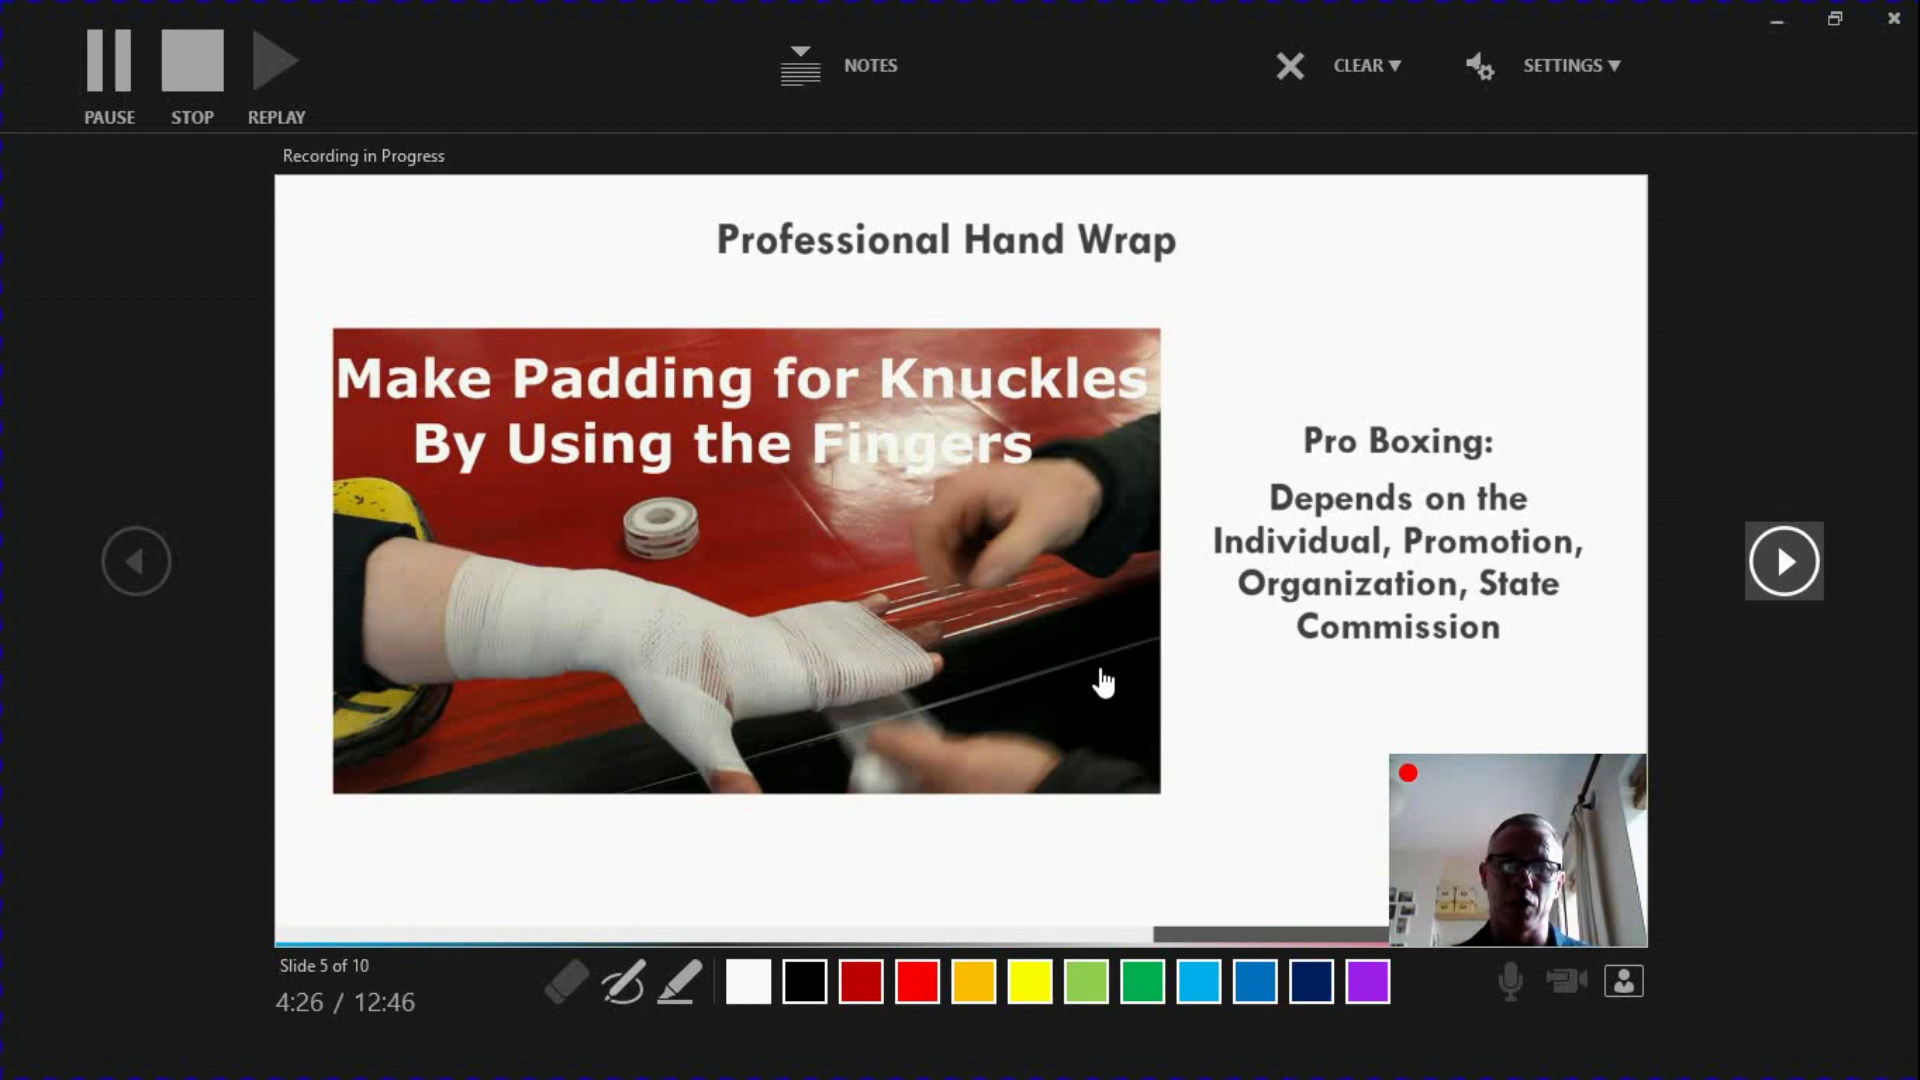 PAUSE
STOP
REPLAY
NOTES
CLEAR
SETTINGS
Recording in Progress
Professional Hand Wrap
Make Padding for Knuckles
By Using the Fingers
Pro Boxing:
Depends on the
Individual, Promotion,
Organization, State
Commission
Slide 5 of 10
4:26 / 12:46